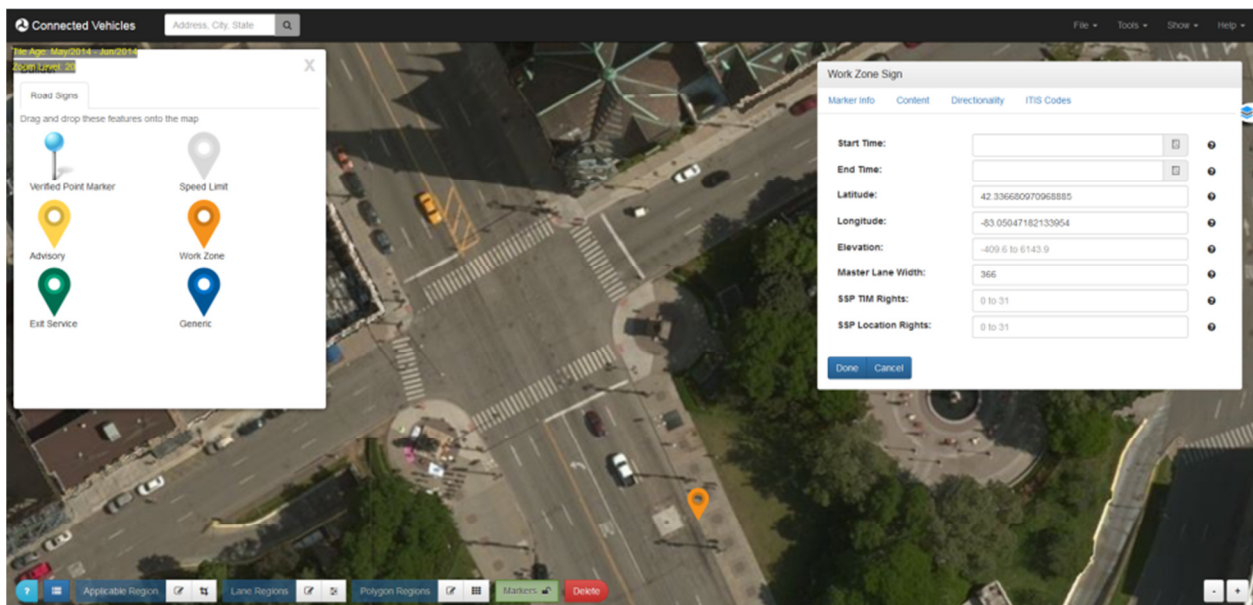 Connected Vehicles
Address, City, State
File
Tools
Show
Help
Tile Age: May/2014 - Jun/2014
Zoom Level: 20
X
Road Signs
Drag and drop these features onto the map
Verified Point Marker
Speed Limit
Advisory
Work Zone
Exit Service
Generic
Work Zone Sign
Marker Info
Content
Directionality
ITIS Codes
Start Time:
End Time:
Latitude:
42.336680970968885
Longitude:
-83.05047182133954
Elevation:
-409.6 to 6143.9
Master Lane Width:
366
SSP TIM Rights:
0 to 31
SSP Location Rights:
0 to 31
Done
Cancel
?
Applicable Region
Lane Regions
Polygon Regions
Markers
Delete
-
+